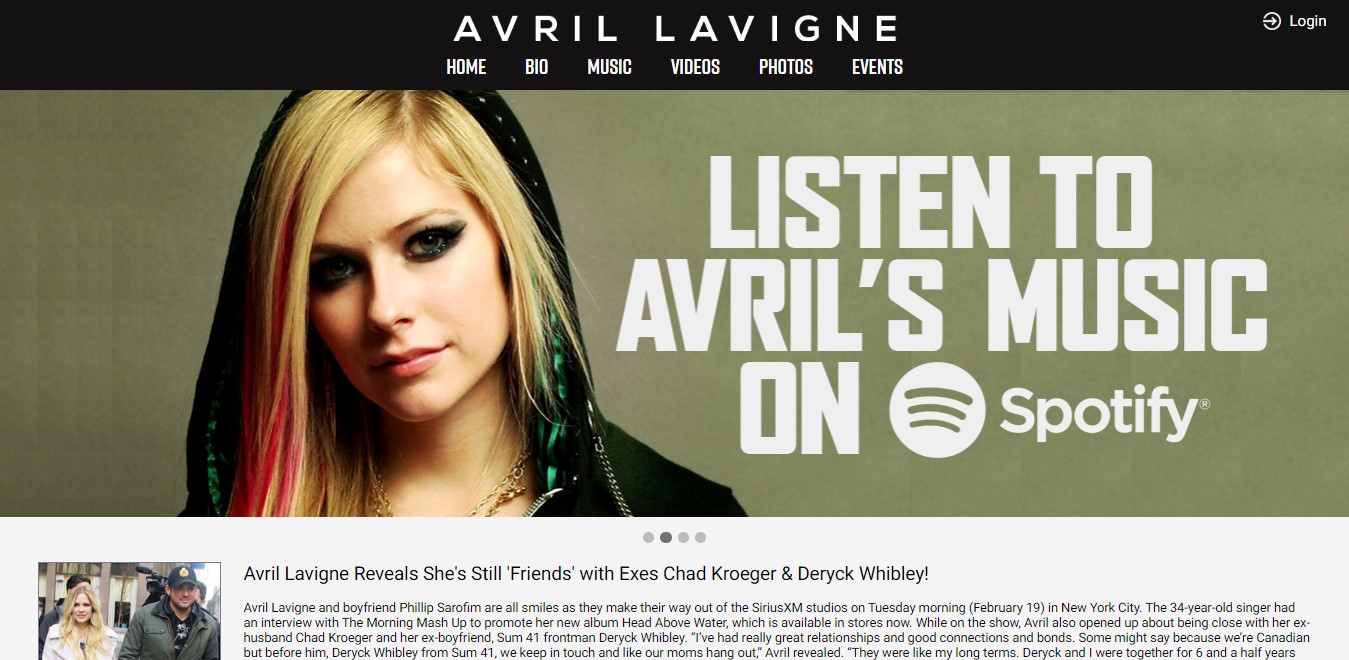 AVRIL LAVIGNE
Login
HOME BIO MUSIC VIDEOS PHOTOS EVENTS
LISTEN TO
AVRIL'S MUSIC
ON Spotify®
Avril Lavigne Reveals She's Still 'Friends' with Exes Chad Kroeger & Deryck Whibley!
Avril Lavigne and boyfriend Phillip Sarofim are all smiles as they make their way out of the SiriusXM studios on Tuesday morning (February 19) in New York City. The 34-year-old singer had
an interview with The Morning Mash Up to promote her new album Head Above Water, which is available in stores now. While on the show, Avril also opened up about being close with her ex-
husband Chad Kroeger and her ex-boyfriend, Sum 41 frontman Deryck Whibley. “I’ve had really great relationships and good connections and bonds. Some might say because we’re Canadian
but before him, Deryck Whibley from Sum 41, we keep in touch and like our moms hang out,” Avril revealed. “They were like my long terms. Deryck and I were together for 6 and a half years